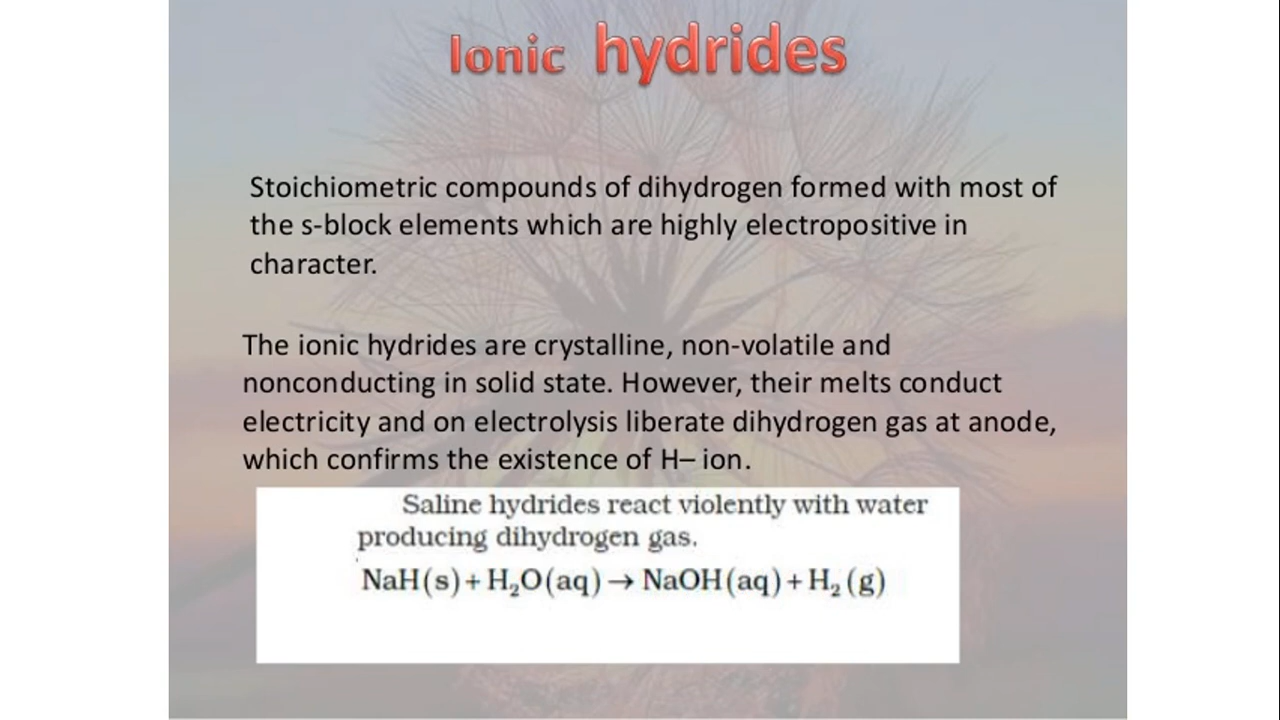 Ionic hydrides
Stoichiometric compounds of dihydrogen formed with most of
the s-block elements which are highly electropositive in
character.
The ionic hydrides are crystalline, non-volatile and
nonconducting in solid state. However, their melts conduct
electricity and on electrolysis liberate dihydrogen gas at anode,
which confirms the existence of H– ion.
Saline hydrides react violently with water
producing dihydrogen gas.
NaH(s) + H₂O(aq) → NaOH(aq) + H₂ (g)